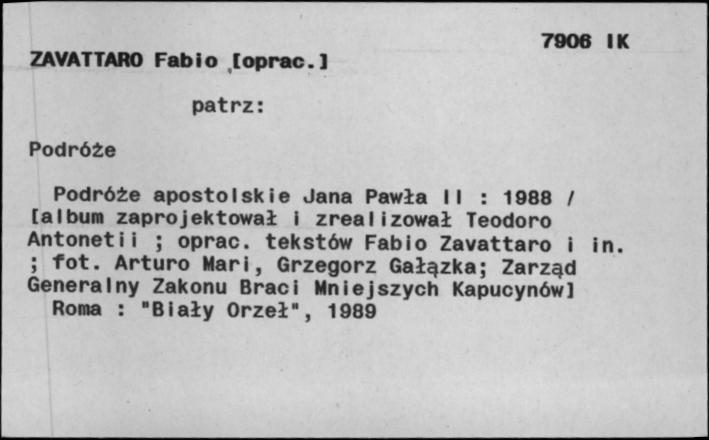 7906 IK
ZAVATTARO Fabio [oprac.]
patrz:
Podróże
Podróże apostolskie Jana Pawła II : 1988 /
[album zaprojektował i zrealizował Teodoro
Antonetii ; oprac. tekstów Fabio Zavattaro i in.
; fot. Arturo Mari, Grzegorz Gałązka; Zarząd
Generalny Zakonu Braci Mniejszych Kapucynów]
Roma : "Biały Orzeł", 1989